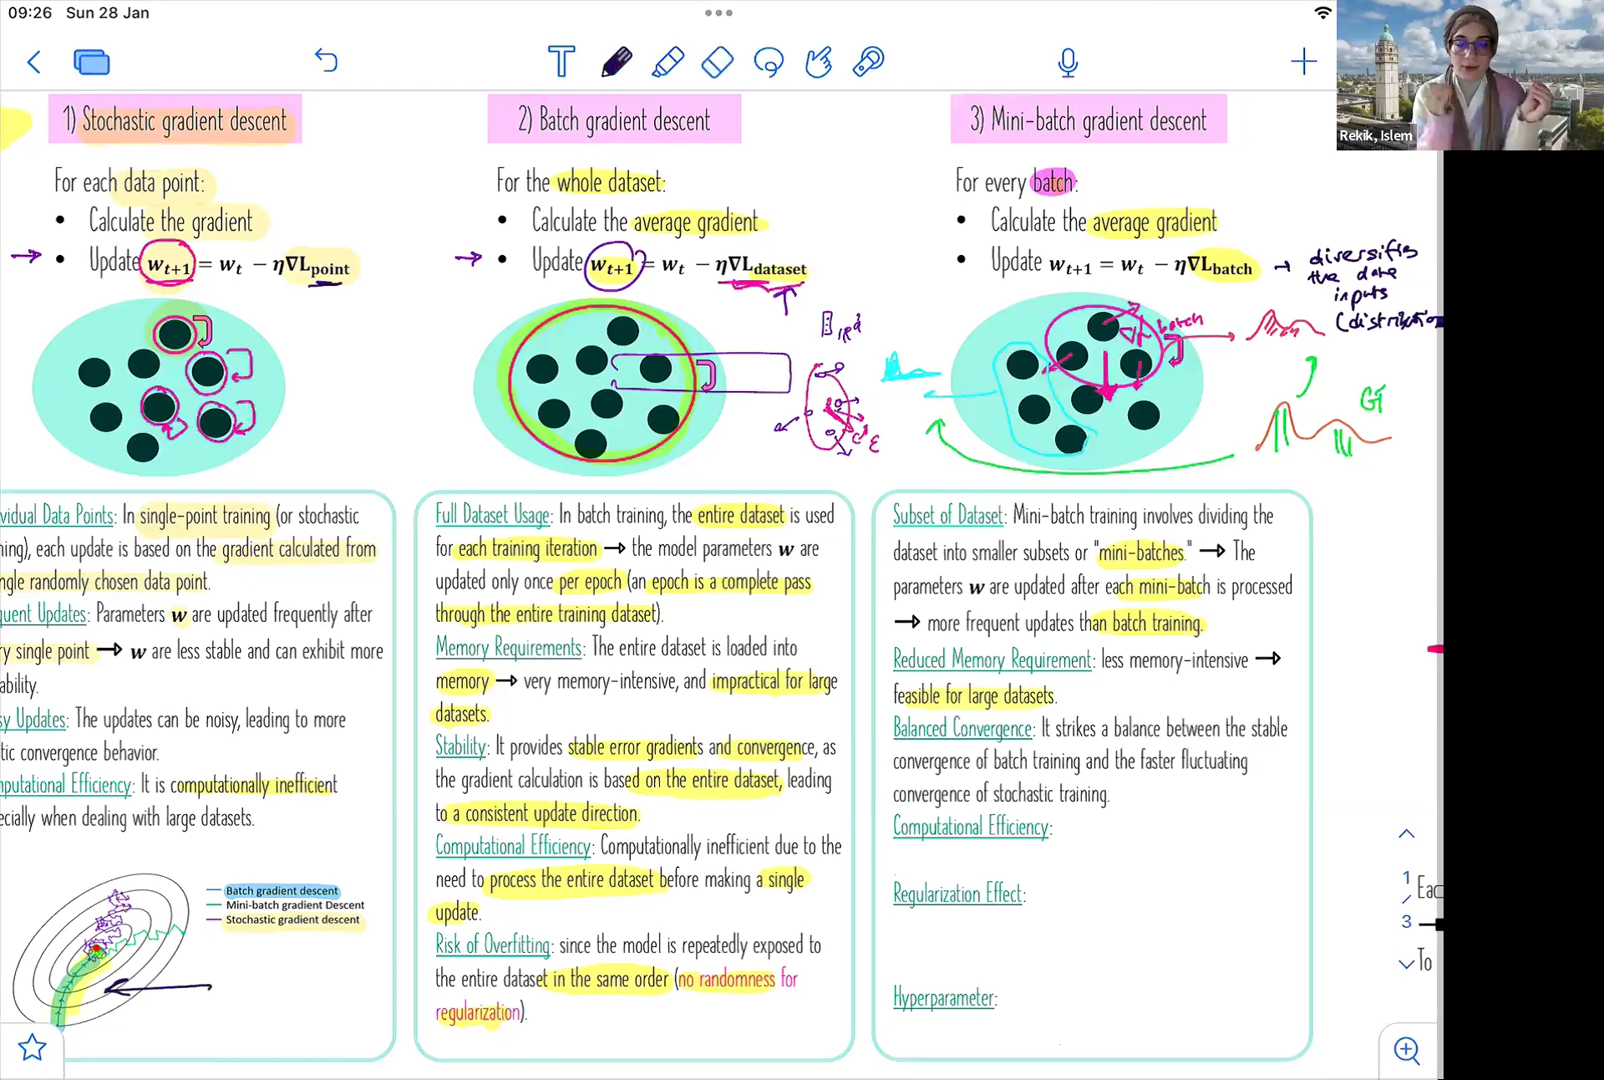 09:26 Sun 28 Jan
Rekik, Islem
1) Stochastic gradient descent
For each data point:
• Calculate the gradient
• Update w_{t+1} = w_t − η∇L_point
2) Batch gradient descent
For the whole dataset:
• Calculate the average gradient
• Update w_{t+1} = w_t − η∇L_dataset
3) Mini-batch gradient descent
For every batch:
• Calculate the average gradient
• Update w_{t+1} = w_t − η∇L_batch
diversifies
the data
inputs
(distribution
ℝᵈ
batch
GT
vidual Data Points: In single-point training (or stochastic
ning), each update is based on the gradient calculated from
ngle randomly chosen data point.
quent Updates: Parameters w are updated frequently after
ry single point → w are less stable and can exhibit more
ability.
sy Updates: The updates can be noisy, leading to more
tic convergence behavior.
mputational Efficiency: It is computationally inefficient
ecially when dealing with large datasets.
Batch gradient descent
Mini-batch gradient Descent
Stochastic gradient descent
Full Dataset Usage: In batch training, the entire dataset is used
for each training iteration → the model parameters w are
updated only once per epoch (an epoch is a complete pass
through the entire training dataset).
Memory Requirements: The entire dataset is loaded into
memory → very memory-intensive, and impractical for large
datasets.
Stability: It provides stable error gradients and convergence, as
the gradient calculation is based on the entire dataset, leading
to a consistent update direction.
Computational Efficiency: Computationally inefficient due to the
need to process the entire dataset before making a single
update.
Risk of Overfitting: since the model is repeatedly exposed to
the entire dataset in the same order (no randomness for
regularization).
Subset of Dataset: Mini-batch training involves dividing the
dataset into smaller subsets or "mini-batches." → The
parameters w are updated after each mini-batch is processed
→ more frequent updates than batch training.
Reduced Memory Requirement: less memory-intensive →
feasible for large datasets.
Balanced Convergence: It strikes a balance between the stable
convergence of batch training and the faster fluctuating
convergence of stochastic training.
Computational Efficiency:
Regularization Effect:
Hyperparameter:
1
/
3
Eac
To